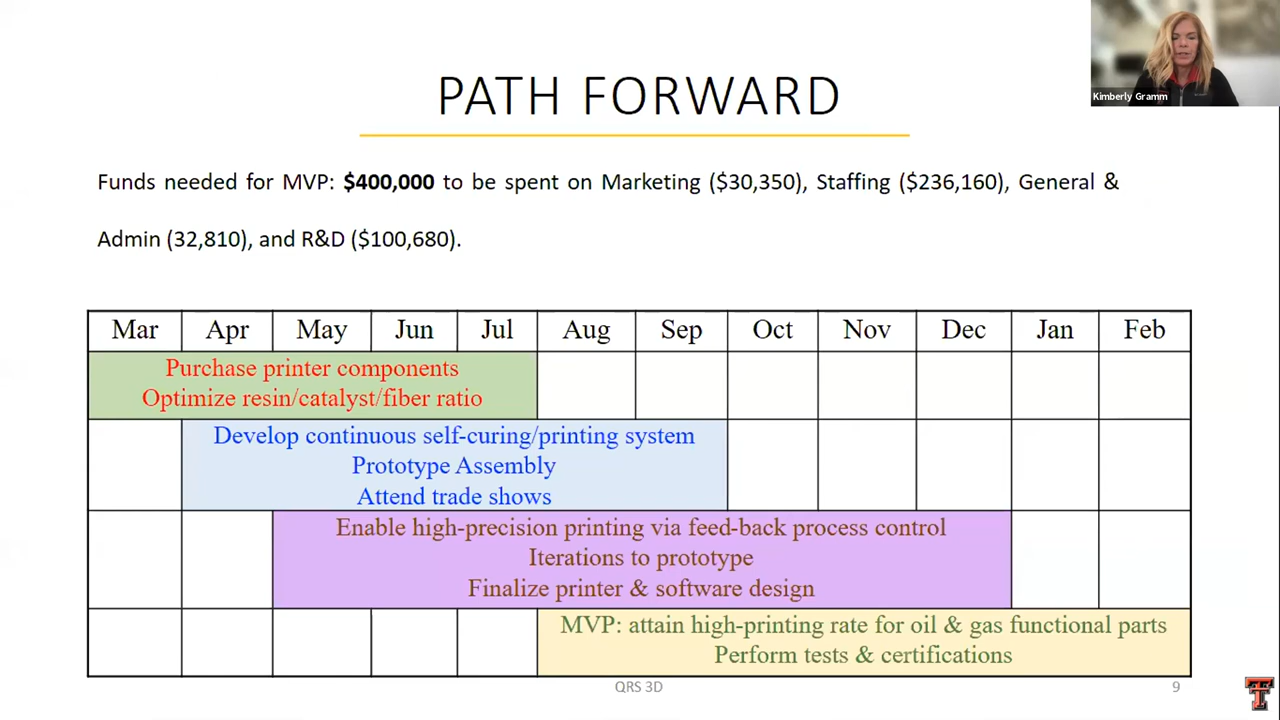 Kimberly Gramm
PATH FORWARD
Funds needed for MVP: $400,000 to be spent on Marketing ($30,350), Staffing ($236,160), General &
Admin (32,810), and R&D ($100,680).
Mar Apr May Jun Jul Aug Sep Oct Nov Dec Jan Feb
Purchase printer components
Optimize resin/catalyst/fiber ratio
Develop continuous self-curing/printing system
Prototype Assembly
Attend trade shows
Enable high-precision printing via feed-back process control
Iterations to prototype
Finalize printer & software design
MVP: attain high-printing rate for oil & gas functional parts
Perform tests & certifications
QRS 3D
9